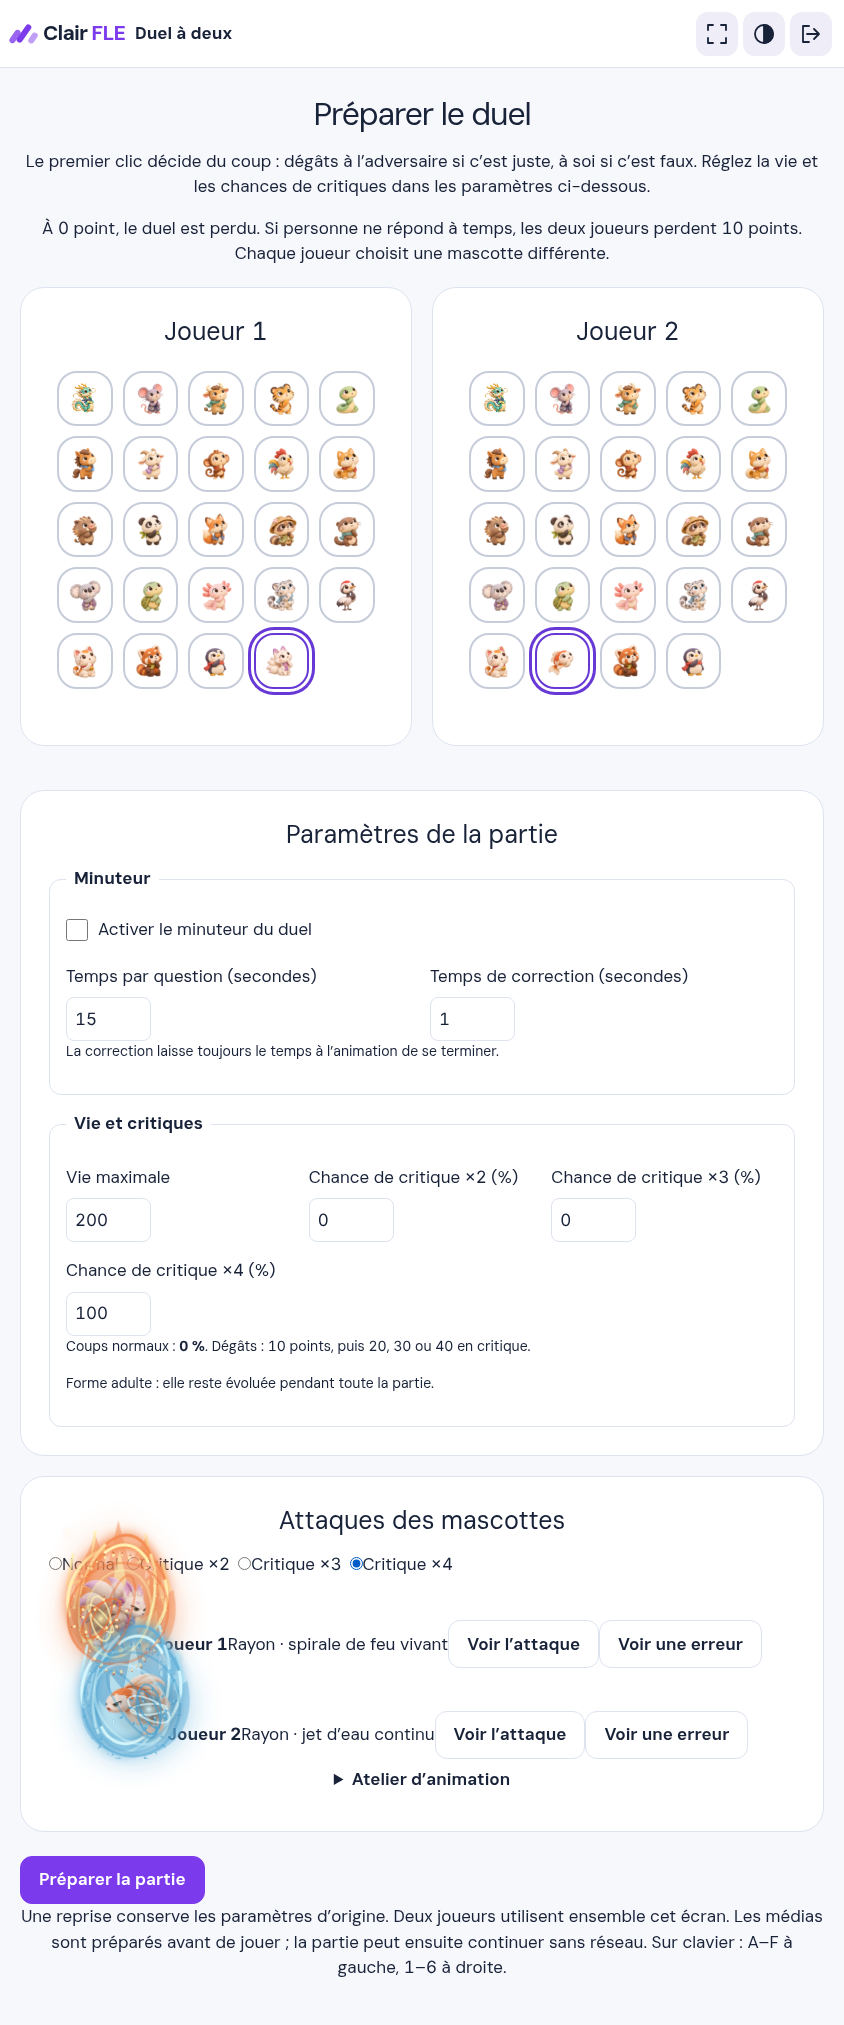 Clair FLE Duel à deux
Préparer le duel
Le premier clic décide du coup : dégâts à l’adversaire si c’est juste, à soi si c’est faux. Réglez la vie et
les chances de critiques dans les paramètres ci-dessous.
À 0 point, le duel est perdu. Si personne ne répond à temps, les deux joueurs perdent 10 points.
Chaque joueur choisit une mascotte différente.
Joueur 1
Joueur 2
Paramètres de la partie
Minuteur
Activer le minuteur du duel
Temps par question (secondes) Temps de correction (secondes)
15 1
La correction laisse toujours le temps à l’animation de se terminer.
Vie et critiques
Vie maximale Chance de critique ×2 (%) Chance de critique ×3 (%)
200 0 0
Chance de critique ×4 (%)
100
Coups normaux : 0 %. Dégâts : 10 points, puis 20, 30 ou 40 en critique.
Forme adulte : elle reste évoluée pendant toute la partie.
Attaques des mascottes
Normal Critique ×2 Critique ×3 Critique ×4
Joueur 1 Rayon · spirale de feu vivant Voir l’attaque Voir une erreur
Joueur 2 Rayon · jet d’eau continu Voir l’attaque Voir une erreur
Atelier d’animation
Préparer la partie
Une reprise conserve les paramètres d’origine. Deux joueurs utilisent ensemble cet écran. Les médias
sont préparés avant de jouer ; la partie peut ensuite continuer sans réseau. Sur clavier : A–F à
gauche, 1–6 à droite.